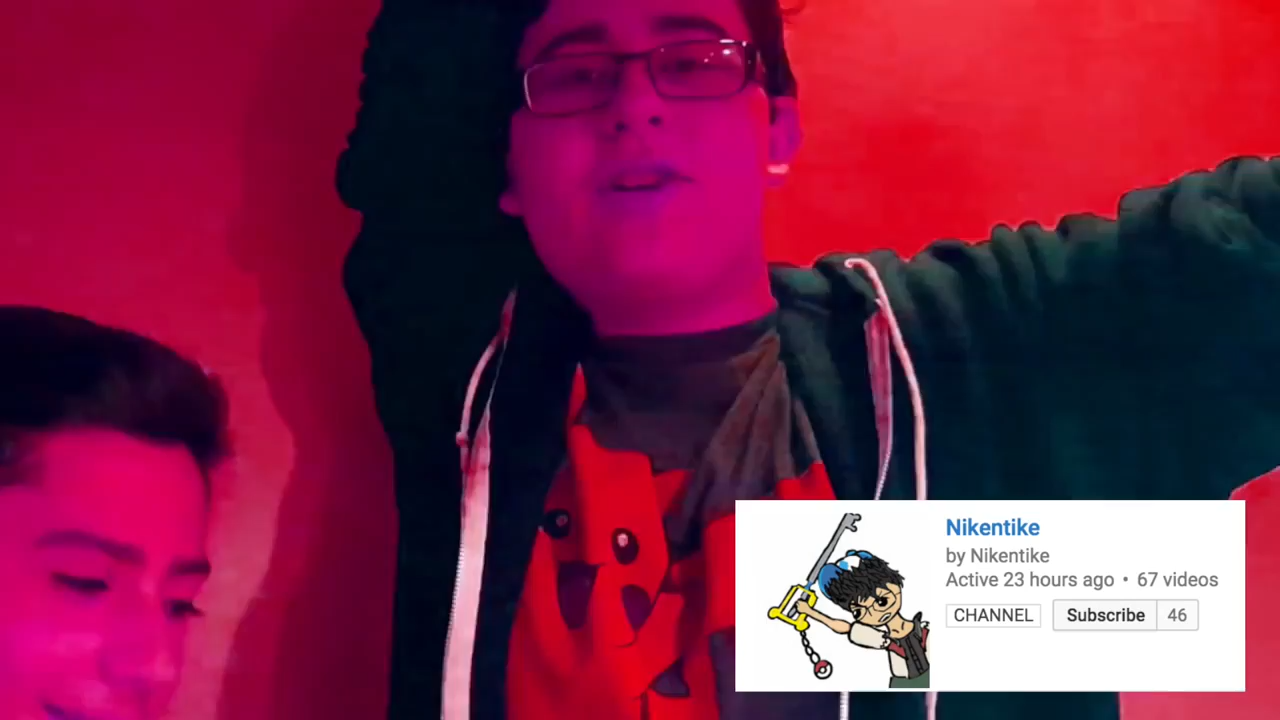 Nikentike
by Nikentike
Active 23 hours ago • 67 videos
CHANNEL Subscribe 46